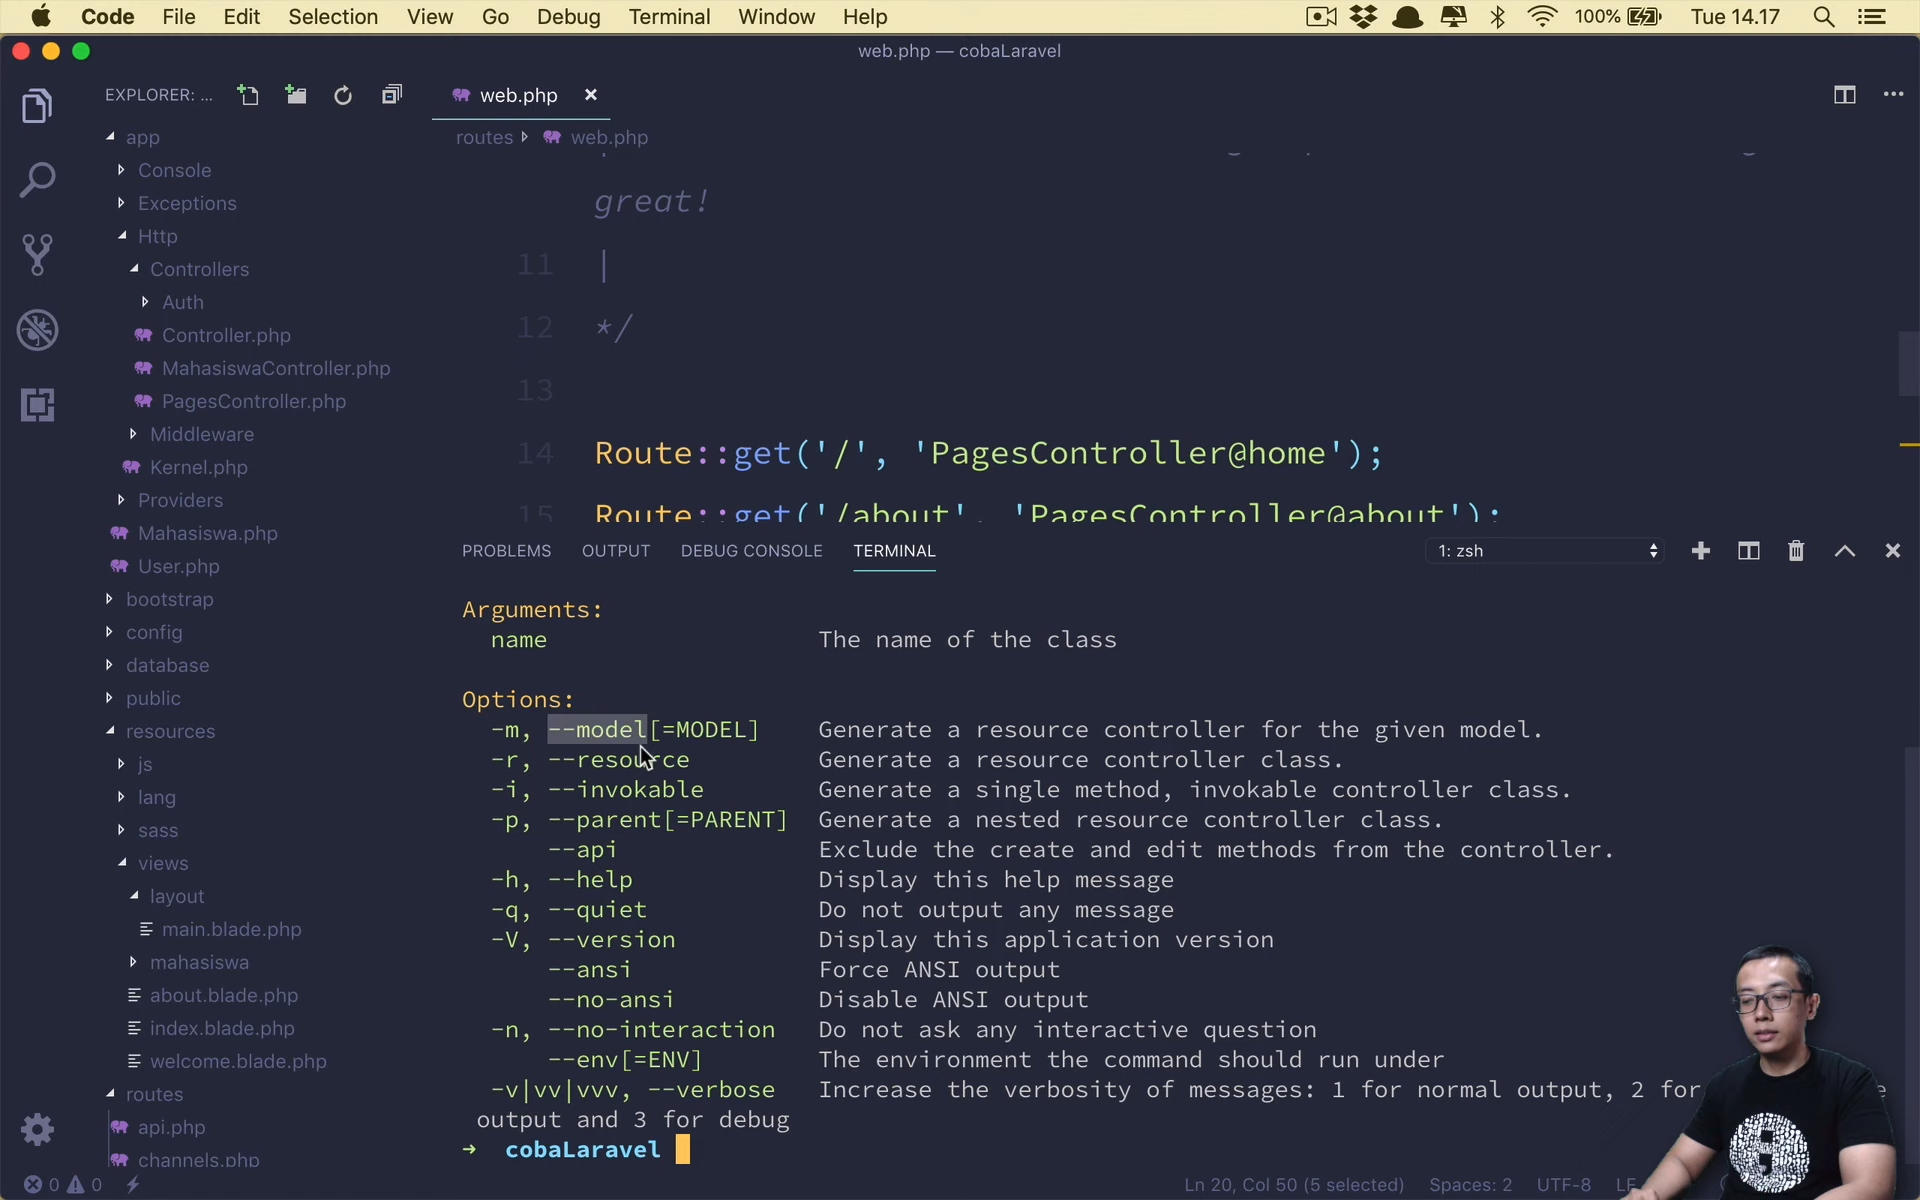 Code File Edit Selection View Go Debug Terminal Window Help 100% Tue 14.17
web.php — cobaLaravel
EXPLORER: ...
web.php
routes web.php
app
Console
Exceptions
Http
Controllers
Auth
Controller.php
MahasiswaController.php
PagesController.php
Middleware
Kernel.php
Providers
Mahasiswa.php
User.php
bootstrap
config
database
public
resources
js
lang
sass
views
layout
main.blade.php
mahasiswa
about.blade.php
index.blade.php
welcome.blade.php
routes
api.php
channels.php
great!
11 |
12 */
13
14 Route::get('/', 'PagesController@home');
15 Route::get('/about', 'PagesController@about');
PROBLEMS OUTPUT DEBUG CONSOLE TERMINAL 1: zsh
Arguments:
name The name of the class
Options:
-m, --model[=MODEL] Generate a resource controller for the given model.
-r, --resource Generate a resource controller class.
-i, --invokable Generate a single method, invokable controller class.
-p, --parent[=PARENT] Generate a nested resource controller class.
--api Exclude the create and edit methods from the controller.
-h, --help Display this help message
-q, --quiet Do not output any message
-V, --version Display this application version
--ansi Force ANSI output
--no-ansi Disable ANSI output
-n, --no-interaction Do not ask any interactive question
--env[=ENV] The environment the command should run under
-v|vv|vvv, --verbose Increase the verbosity of messages: 1 for normal output, 2 for
output and 3 for debug
→ cobaLaravel
0 0 Ln 20, Col 50 (5 selected) Spaces: 2 UTF-8 LF